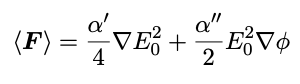 ⟨F⟩ = α′/4 ∇E₀² + α″/2 E₀²∇ϕ